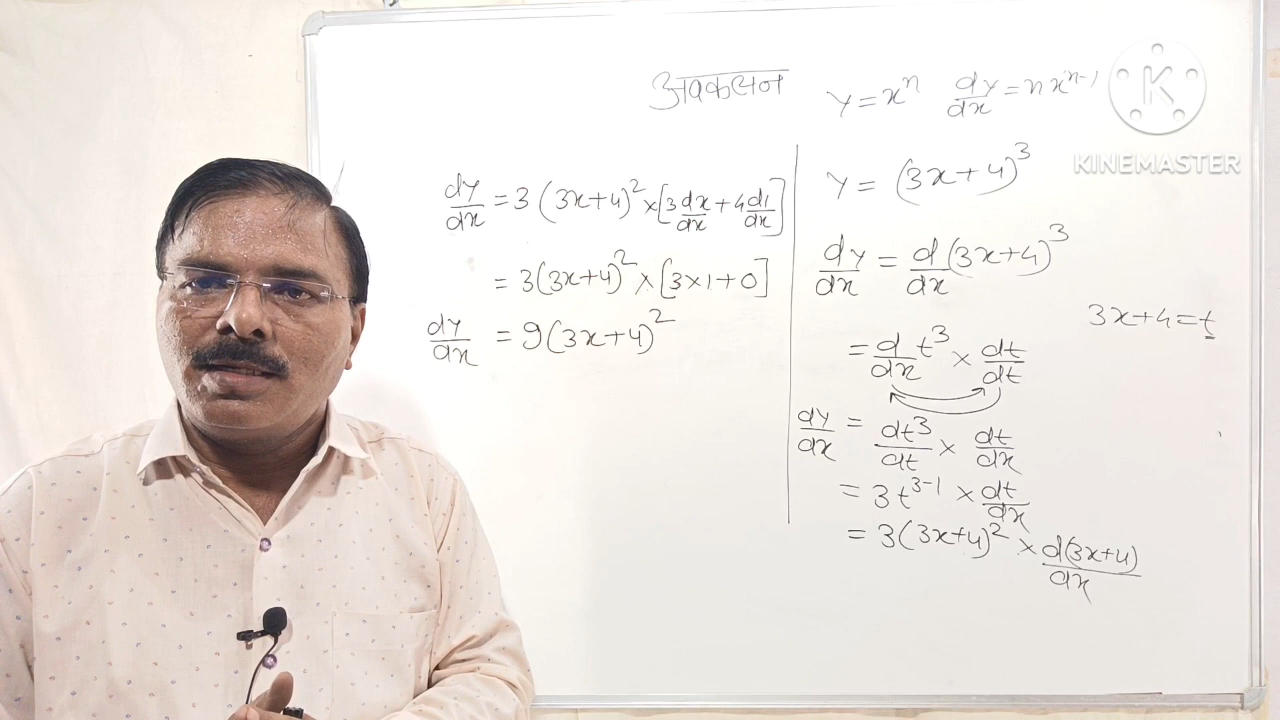 अवकलन
y = xⁿ dy/dx = nxⁿ⁻¹
KINEMASTER
y = (3x+4)³
dy/dx = d/dx (3x+4)³
3x+4=t
= d/dx t³ × dt/dt
dy/dx = dt³/dt × dt/dx
= 3t³⁻¹ × dt/dx
= 3(3x+4)² × d(3x+4)/dx
dy/dx = 3(3x+4)² × [3 dx/dx + 4 d1/dx]
= 3(3x+4)² × [3×1+0]
dy/dx = 9(3x+4)²